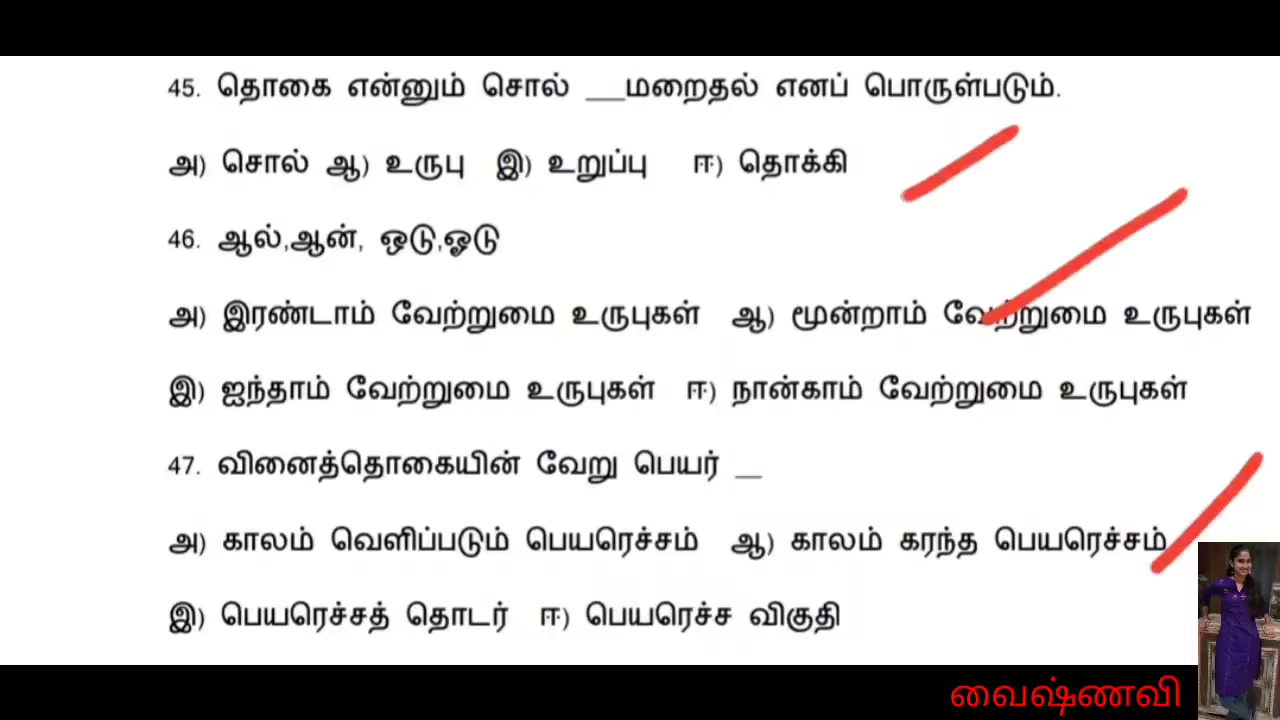 45. தொகை என்னும் சொல் ___மறைதல் எனப் பொருள்படும்.
அ) சொல் ஆ) உருபு இ) உறுப்பு ஈ) தொக்கி
46. ஆல்,ஆன், ஒடு,ஓடு
அ) இரண்டாம் வேற்றுமை உருபுகள் ஆ) மூன்றாம் வேற்றுமை உருபுகள்
இ) ஐந்தாம் வேற்றுமை உருபுகள் ஈ) நான்காம் வேற்றுமை உருபுகள்
47. வினைத்தொகையின் வேறு பெயர் __
அ) காலம் வெளிப்படும் பெயரெச்சம் ஆ) காலம் கரந்த பெயரெச்சம்
இ) பெயரெச்சத் தொடர் ஈ) பெயரெச்ச விகுதி
வைஷ்ணவி